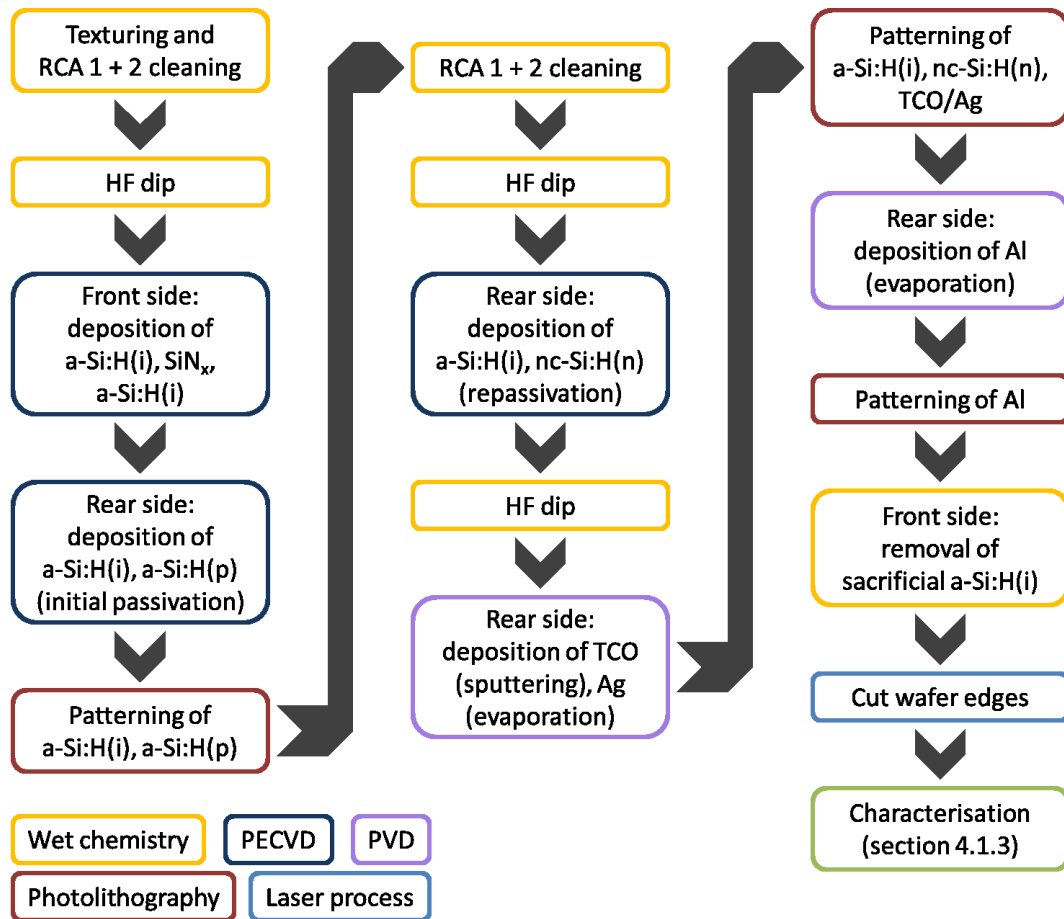 Texturing and
RCA 1 + 2 cleaning
HF dip
Front side:
deposition of
a-Si:H(i), SiNₓ,
a-Si:H(i)
Rear side:
deposition of
a-Si:H(i), a-Si:H(p)
(initial passivation)
Patterning of
a-Si:H(i), a-Si:H(p)
RCA 1 + 2 cleaning
HF dip
Rear side:
deposition of
a-Si:H(i), nc-Si:H(n)
(repassivation)
HF dip
Rear side:
deposition of TCO
(sputtering), Ag
(evaporation)
Patterning of
a-Si:H(i), nc-Si:H(n),
TCO/Ag
Rear side:
deposition of Al
(evaporation)
Patterning of Al
Front side:
removal of
sacrificial a-Si:H(i)
Cut wafer edges
Characterisation
(section 4.1.3)
Wet chemistry
PECVD
PVD
Photolithography
Laser process